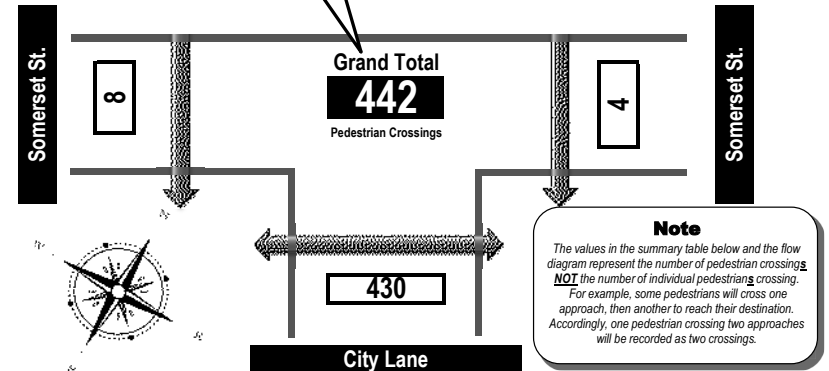 Grand Total
442
Pedestrian Crossings
Somerset St.
8
4
Somerset St.
430
City Lane
Note
The values in the summary table below and the flow
diagram represent the number of pedestrian crossings
NOT the number of individual pedestrians crossing.
For example, some pedestrians will cross one
approach, then another to reach their destination.
Accordingly, one pedestrian crossing two approaches
will be recorded as two crossings.